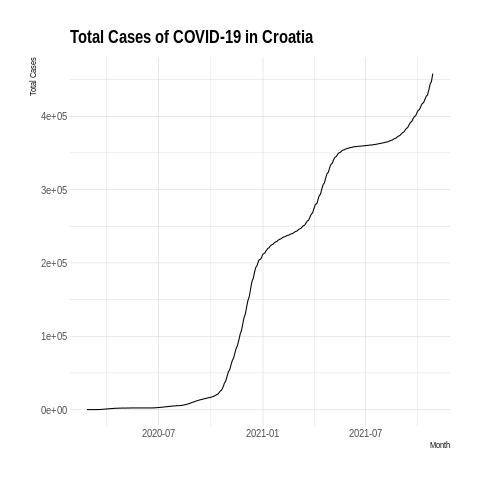 Total Cases of COVID-19 in Croatia
Total Cases
4e+05
3e+05
2e+05
1e+05
0e+00
2020-07 2021-01 2021-07
Month